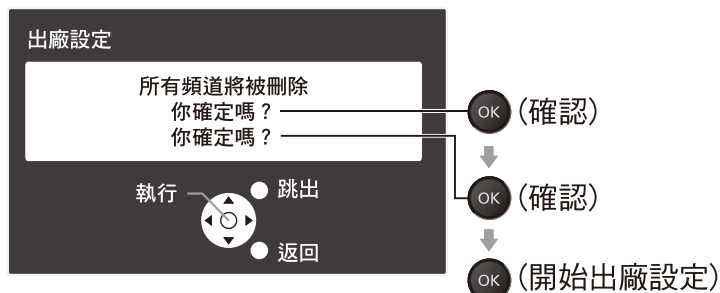 出廠設定
所有頻道將被刪除
你確定嗎?
你確定嗎?
OK (確認)
OK (確認)
OK (開始出廠設定)
執行
跳出
返回